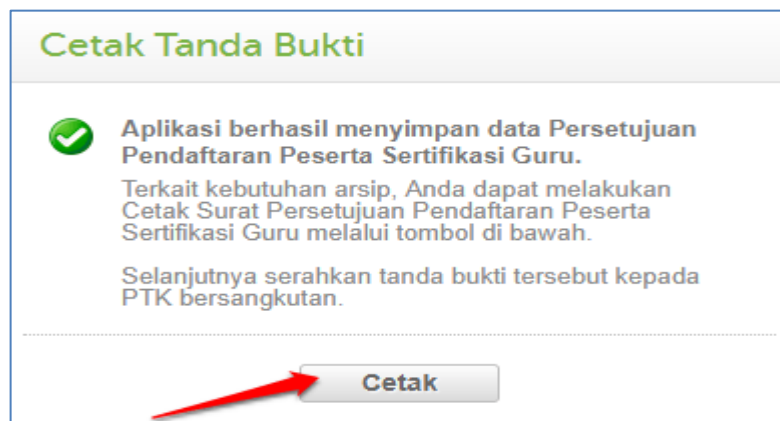 Cetak Tanda Bukti
Aplikasi berhasil menyimpan data Persetujuan
Pendaftaran Peserta Sertifikasi Guru.
Terkait kebutuhan arsip, Anda dapat melakukan
Cetak Surat Persetujuan Pendaftaran Peserta
Sertifikasi Guru melalui tombol di bawah.
Selanjutnya serahkan tanda bukti tersebut kepada
PTK bersangkutan.
Cetak